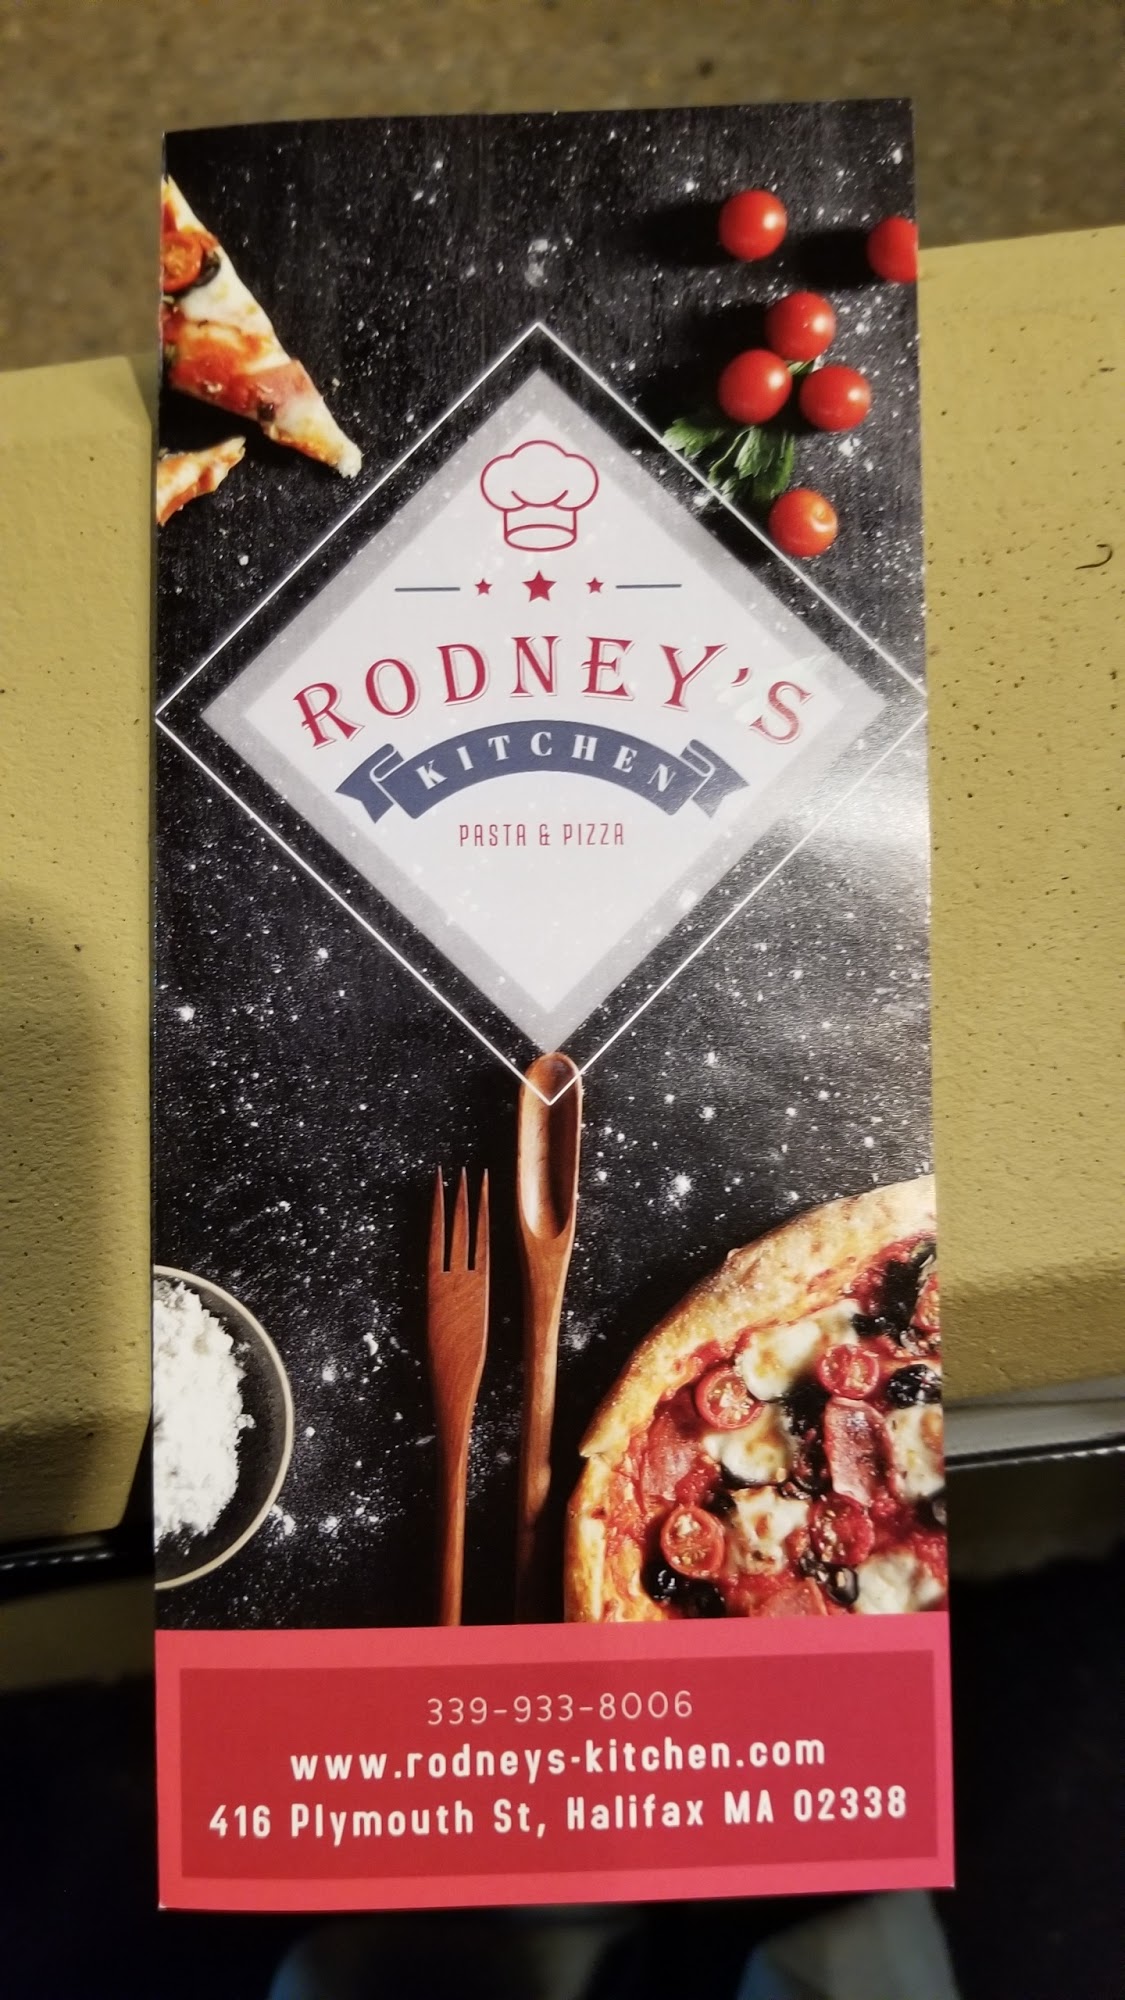 RODNEY'S
KITCHEN
PASTA & PIZZA
339-933-8006
www.rodneys-kitchen.com
416 Plymouth St, Halifax MA 02338